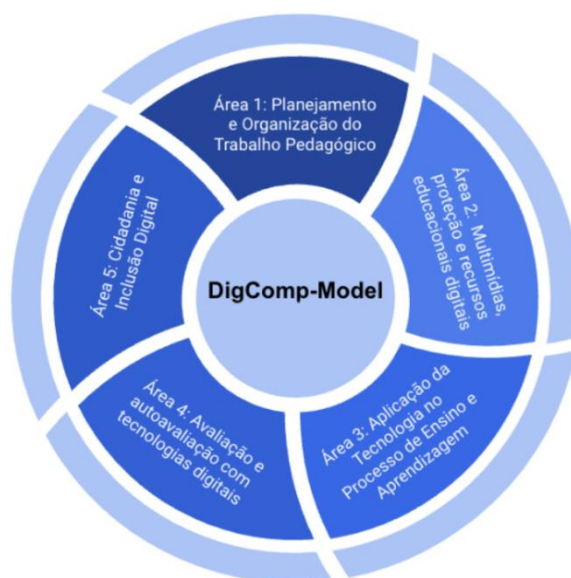 Área 1: Planejamento
e Organização do
Trabalho Pedagógico
Área 2: Multimídias,
proteção e recursos
educacionais digitais
Área 3: Aplicação da
Tecnologia no
Processo de Ensino e
Aprendizagem
Área 4: Avaliação e
autoavaliação com
tecnologias digitais
Área 5: Cidadania e
Inclusão Digital
DigComp-Model